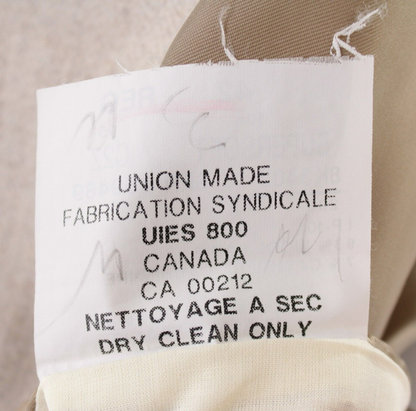 UNION MADE
FABRICATION SYNDICALE
UIES 800
CANADA
CA 00212
NETTOYAGE A SEC
DRY CLEAN ONLY